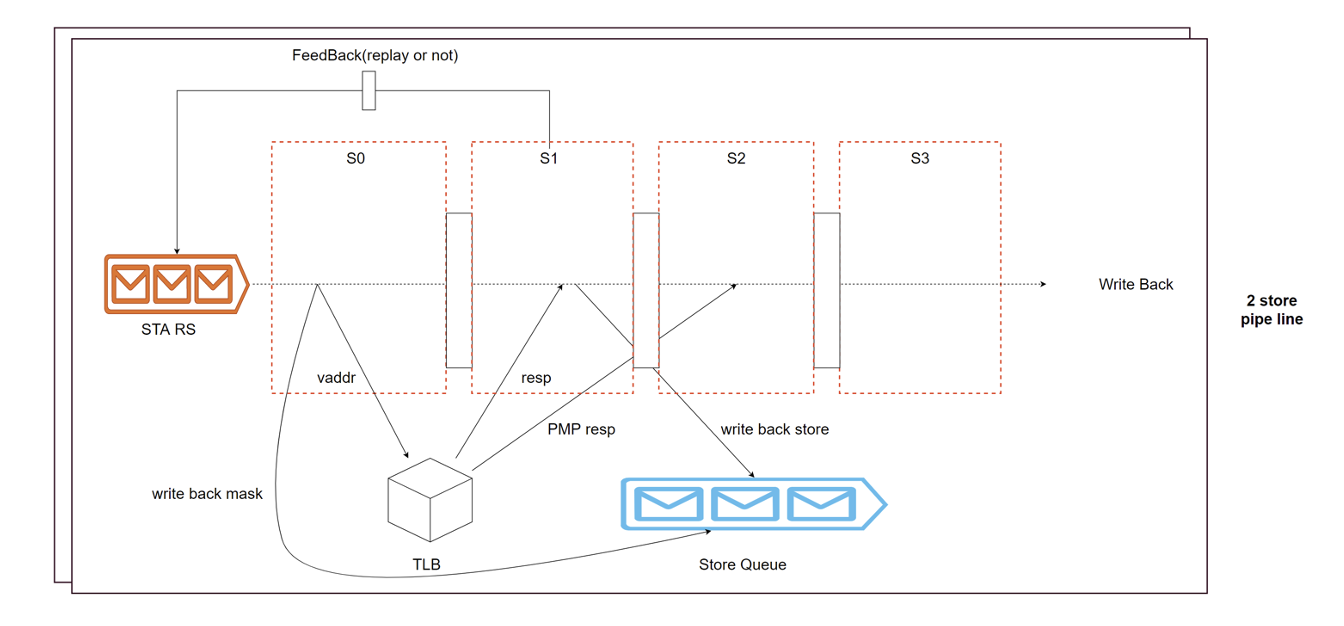 FeedBack(replay or not)
S0
S1
S2
S3
STA RS
Write Back
2 store
pipe line
vaddr
resp
PMP resp
write back store
write back mask
TLB
Store Queue